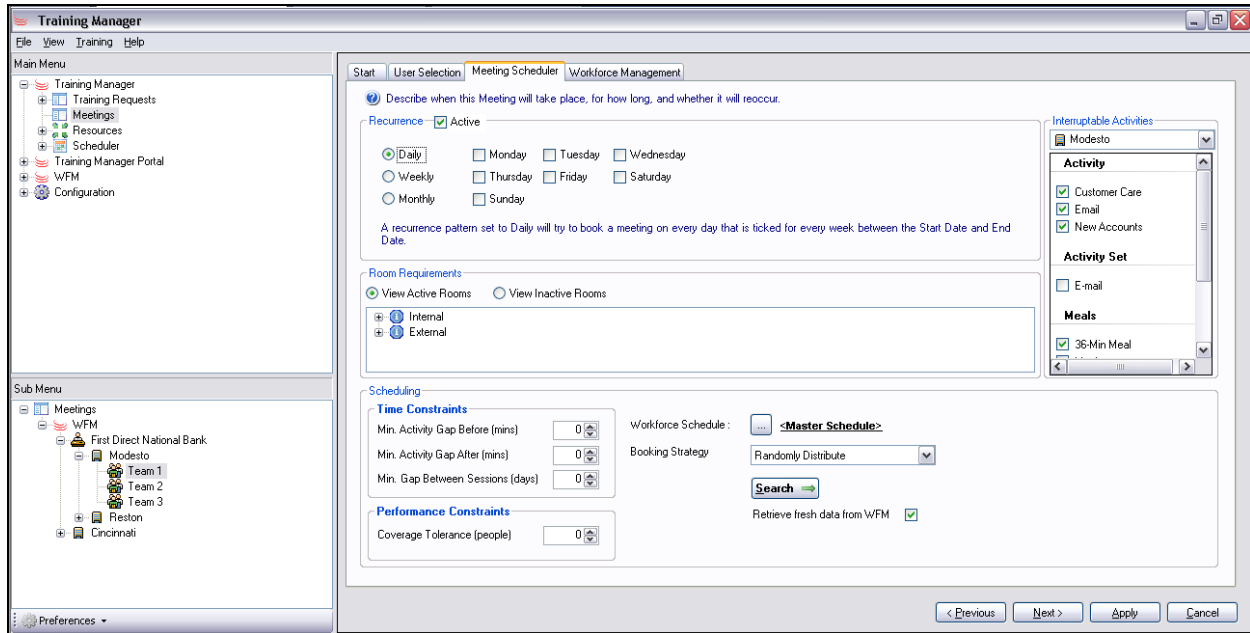 Training Manager
File View Training Help
Main Menu
Training Manager
Training Requests
Meetings
Resources
Scheduler
Training Manager Portal
WFM
Configuration
Sub Menu
Meetings
WFM
First Direct National Bank
Modesto
Team 1
Team 2
Team 3
Reston
Cincinnati
Preferences
Start User Selection Meeting Scheduler Workforce Management
Describe when this Meeting will take place, for how long, and whether it will reoccur.
Recurrence Active
Daily Monday Tuesday Wednesday
Weekly Thursday Friday Saturday
Monthly Sunday
A recurrence pattern set to Daily will try to book a meeting on every day that is ticked for every week between the Start Date and End
Date.
Interruptable Activities
Modesto
Activity
Customer Care
Email
New Accounts
Activity Set
E-mail
Meals
36-Min Meal
Room Requirements
View Active Rooms View Inactive Rooms
Internal
External
Scheduling
Time Constraints
Min. Activity Gap Before (mins) 0
Min. Activity Gap After (mins) 0
Min. Gap Between Sessions (days) 0
Performance Constraints
Coverage Tolerance (people) 0
Workforce Schedule : ... <Master Schedule>
Booking Strategy Randomly Distribute
Search
Retrieve fresh data from WFM
< Previous Next > Apply Cancel